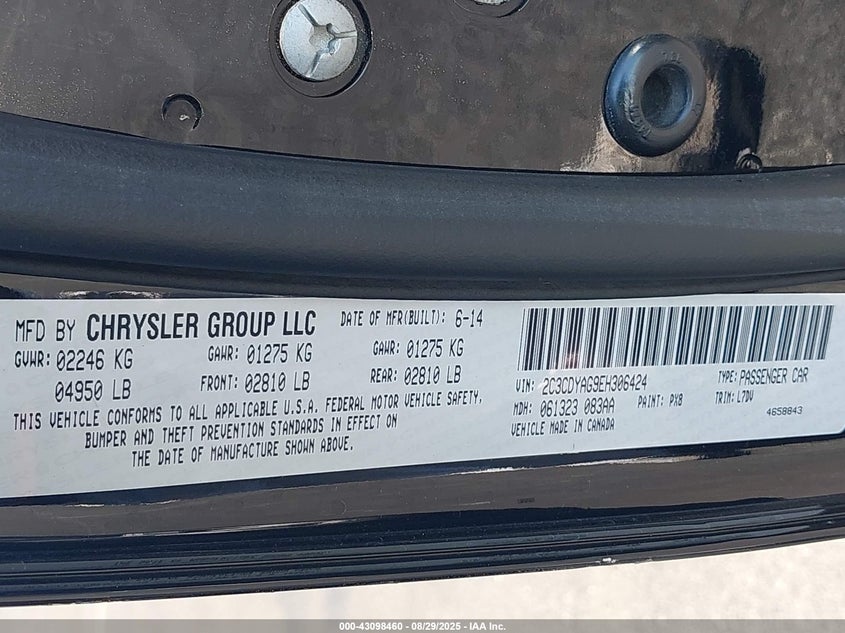 MFD BY CHRYSLER GROUP LLC
DATE OF MFR(BUILT): 6-14
GVWR: 02246 KG
GAWR: 01275 KG
GAWR: 01275 KG
04950 LB
FRONT: 02810 LB
REAR: 02810 LB
THIS VEHICLE CONFORMS TO ALL APPLICABLE U.S.A. FEDERAL MOTOR VEHICLE SAFETY,
BUMPER AND THEFT PREVENTION STANDARDS IN EFFECT ON
THE DATE OF MANUFACTURE SHOWN ABOVE.
VIN: 2C3CDYAG9EH306424
TYPE: PASSENGER CAR
MDH: 061323 083AA
PAINT: PX8
TRIM: L7DV
VEHICLE MADE IN CANADA
4658843
000-43098460 - 08/29/2025 - IAA Inc.